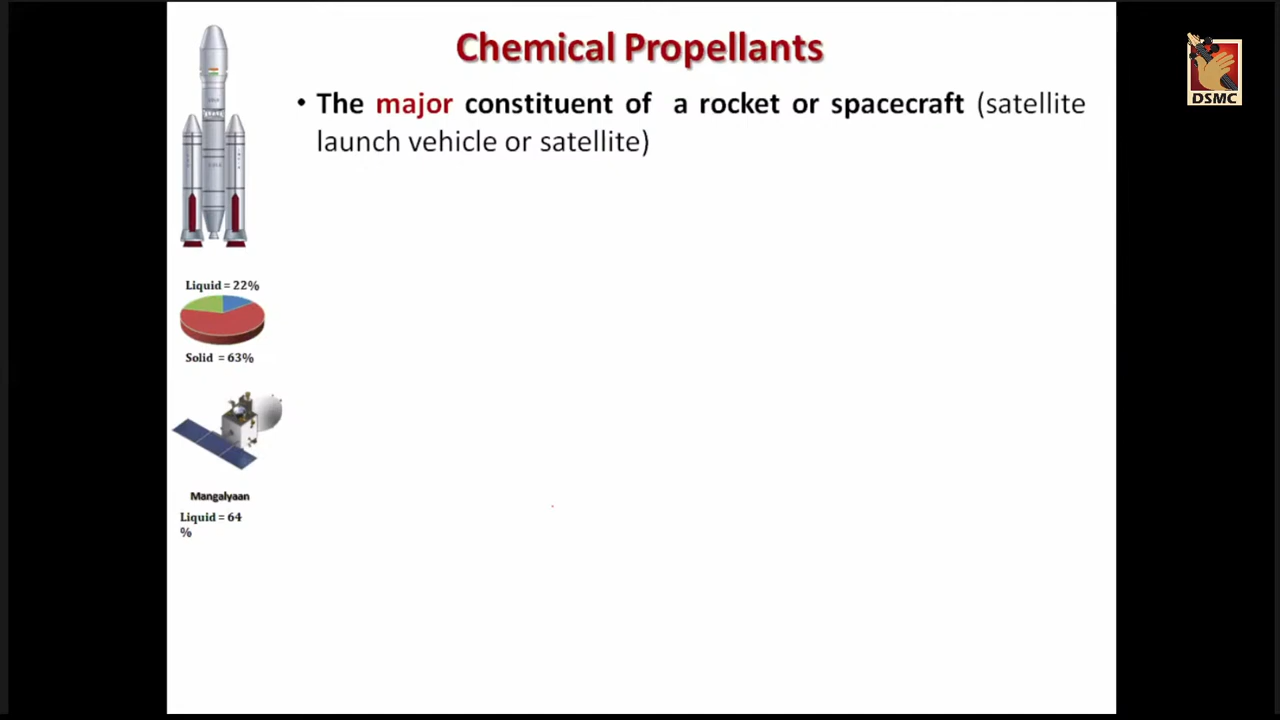 Chemical Propellants
DSMC
• The major constituent of a rocket or spacecraft (satellite
launch vehicle or satellite)
Liquid = 22%
Solid = 63%
Mangalyaan
Liquid = 64
%